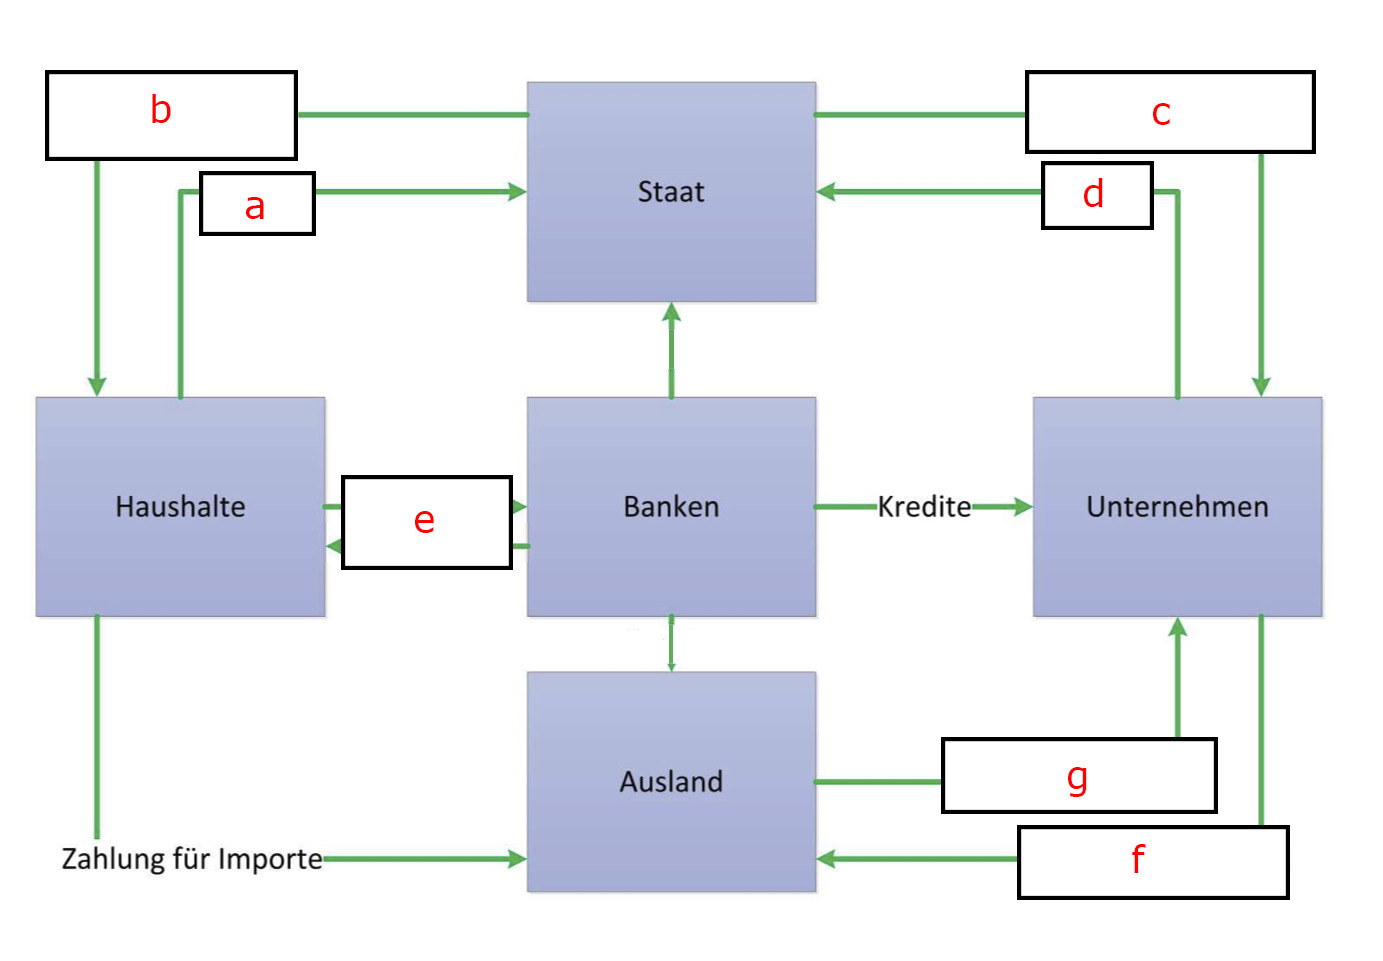 b
c
a
Staat
d
Haushalte
e
Banken
Kredite
Unternehmen
Ausland
g
Zahlung für Importe
f